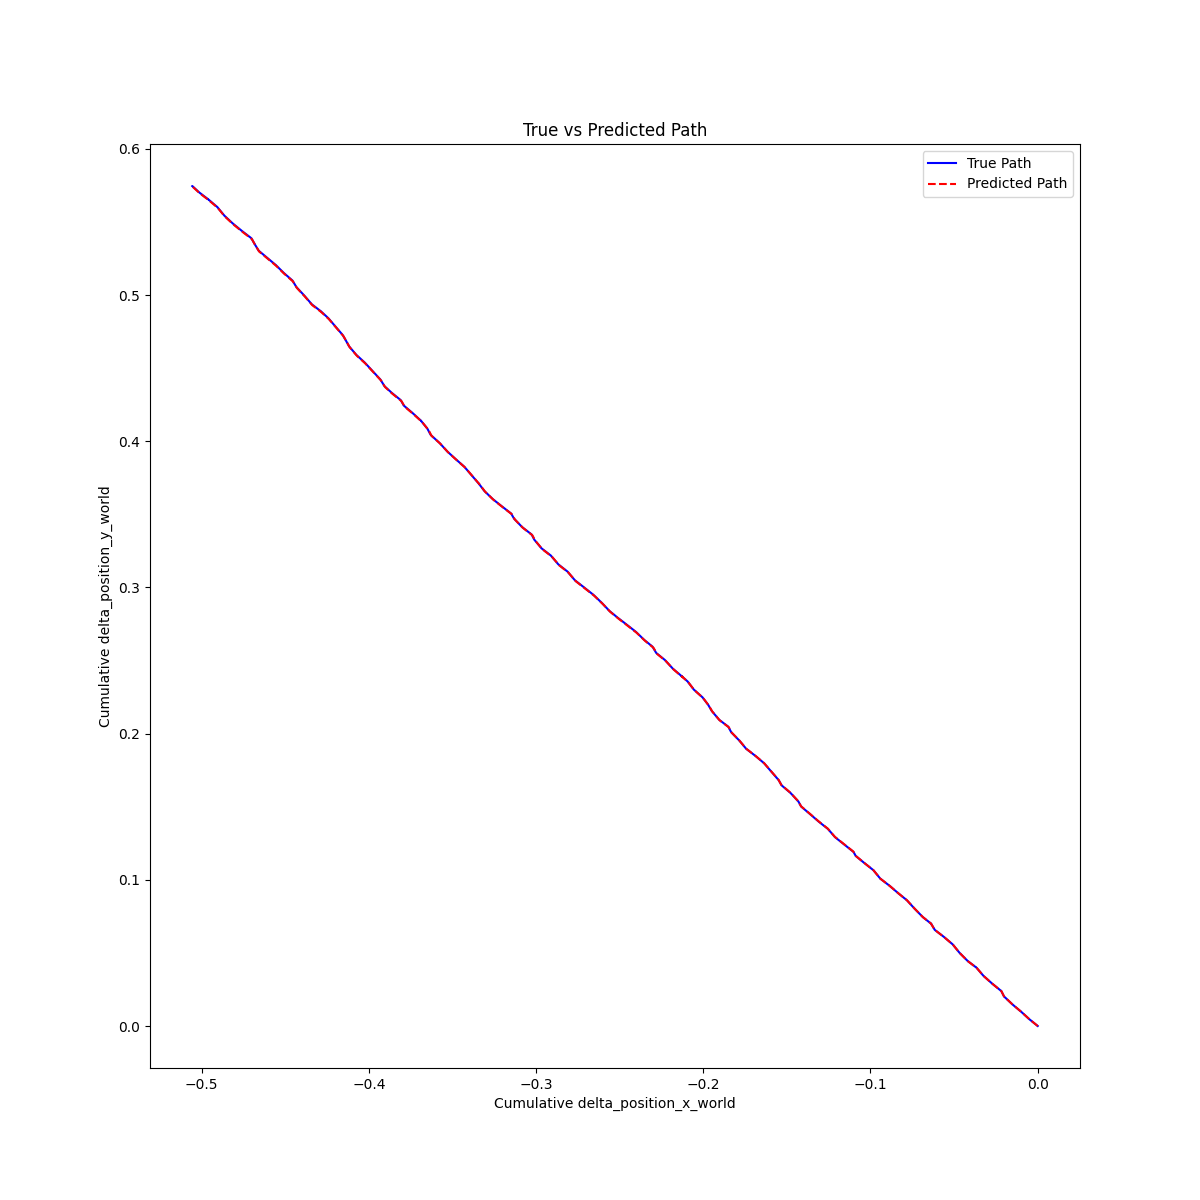 True vs Predicted Path
True Path
Predicted Path
0.6
0.5
0.4
0.3
0.2
0.1
0.0
Cumulative delta_position_y_world
−0.5 −0.4 −0.3 −0.2 −0.1 0.0
Cumulative delta_position_x_world